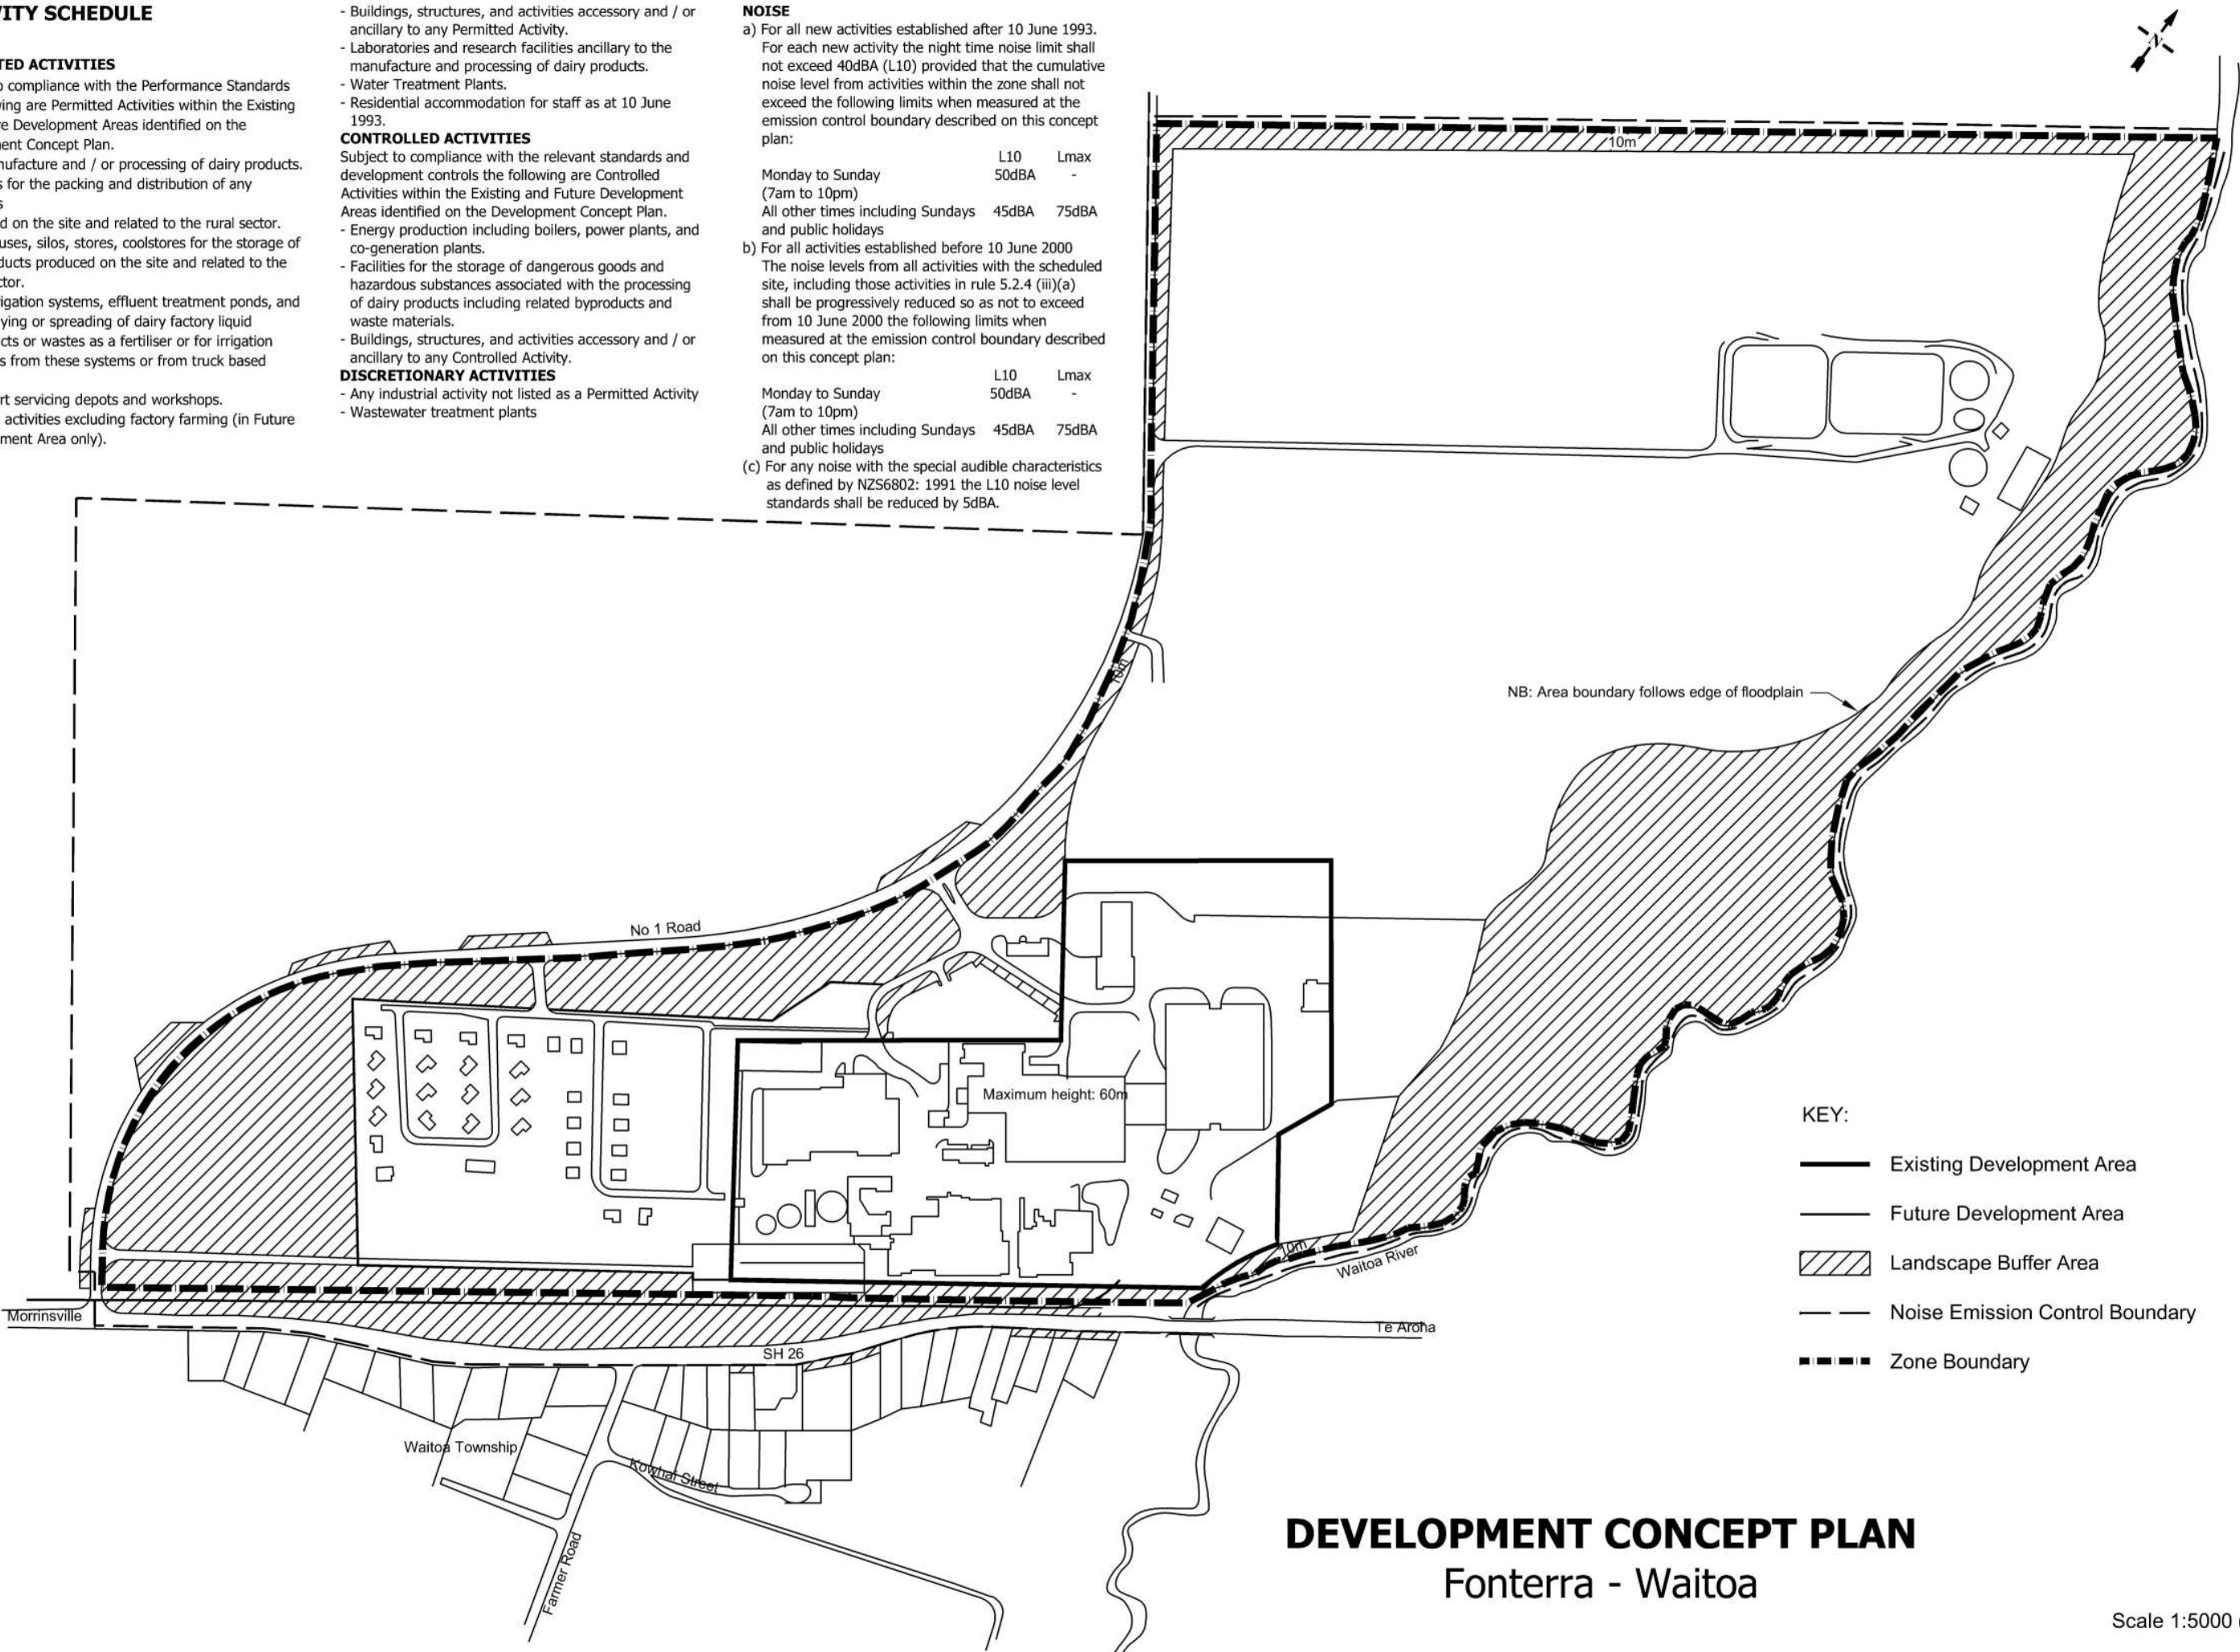 ITY SCHEDULE
TED ACTIVITIES
o compliance with the Performance Standards
ving are Permitted Activities within the Existing
re Development Areas identified on the
ment Concept Plan.
nufacture and / or processing of dairy products.
s for the packing and distribution of any
s
d on the site and related to the rural sector.
uses, silos, stores, coolstores for the storage of
ducts produced on the site and related to the
ctor.
rigation systems, effluent treatment ponds, and
ying or spreading of dairy factory liquid
cts or wastes as a fertiliser or for irrigation
s from these systems or from truck based
rt servicing depots and workshops.
activities excluding factory farming (in Future
ment Area only).
- Buildings, structures, and activities accessory and / or
ancillary to any Permitted Activity.
- Laboratories and research facilities ancillary to the
manufacture and processing of dairy products.
- Water Treatment Plants.
- Residential accommodation for staff as at 10 June
1993.
CONTROLLED ACTIVITIES
Subject to compliance with the relevant standards and
development controls the following are Controlled
Activities within the Existing and Future Development
Areas identified on the Development Concept Plan.
- Energy production including boilers, power plants, and
co-generation plants.
- Facilities for the storage of dangerous goods and
hazardous substances associated with the processing
of dairy products including related byproducts and
waste materials.
- Buildings, structures, and activities accessory and / or
ancillary to any Controlled Activity.
DISCRETIONARY ACTIVITIES
- Any industrial activity not listed as a Permitted Activity
- Wastewater treatment plants
NOISE
a) For all new activities established after 10 June 1993.
For each new activity the night time noise limit shall
not exceed 40dBA (L10) provided that the cumulative
noise level from activities within the zone shall not
exceed the following limits when measured at the
emission control boundary described on this concept
plan:
L10 Lmax
Monday to Sunday 50dBA -
(7am to 10pm)
All other times including Sundays 45dBA 75dBA
and public holidays
b) For all activities established before 10 June 2000
The noise levels from all activities with the scheduled
site, including those activities in rule 5.2.4 (iii)(a)
shall be progressively reduced so as not to exceed
from 10 June 2000 the following limits when
measured at the emission control boundary described
on this concept plan:
L10 Lmax
Monday to Sunday 50dBA -
(7am to 10pm)
All other times including Sundays 45dBA 75dBA
and public holidays
(c) For any noise with the special audible characteristics
as defined by NZS6802: 1991 the L10 noise level
standards shall be reduced by 5dBA.
N
10m
10m
NB: Area boundary follows edge of floodplain
No 1 Road
Maximum height: 60m
10m
Waitoa River
Morrinsville
Te Aroha
SH 26
Waitoa Township
Kowhai Street
Farmer Road
KEY:
Existing Development Area
Future Development Area
Landscape Buffer Area
Noise Emission Control Boundary
Zone Boundary
DEVELOPMENT CONCEPT PLAN
Fonterra - Waitoa
Scale 1:5000